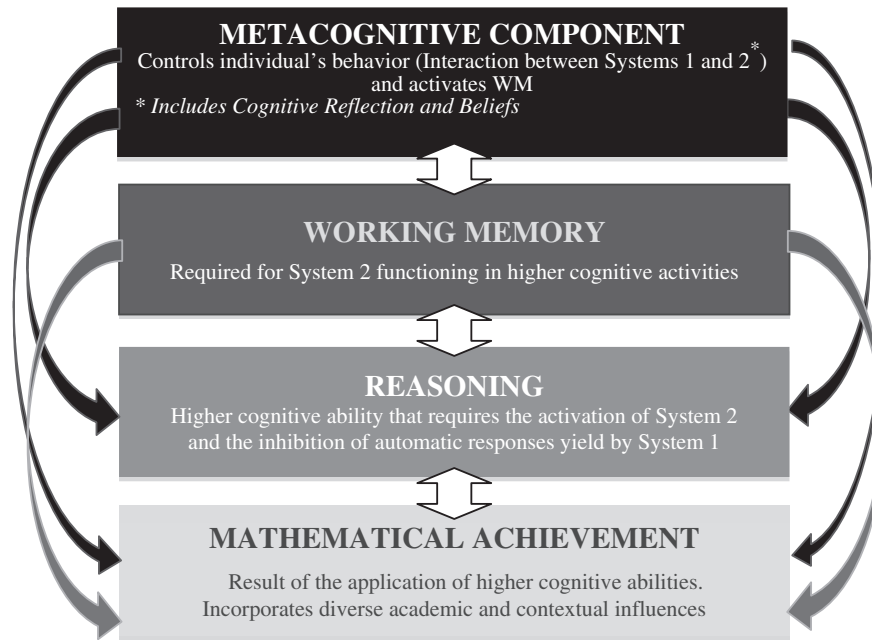 METACOGNITIVE COMPONENT
Controls individual's behavior (Interaction between Systems 1 and 2*)
and activates WM
* Includes Cognitive Reflection and Beliefs
WORKING MEMORY
Required for System 2 functioning in higher cognitive activities
REASONING
Higher cognitive ability that requires the activation of System 2
and the inhibition of automatic responses yield by System 1
MATHEMATICAL ACHIEVEMENT
Result of the application of higher cognitive abilities.
Incorporates diverse academic and contextual influences